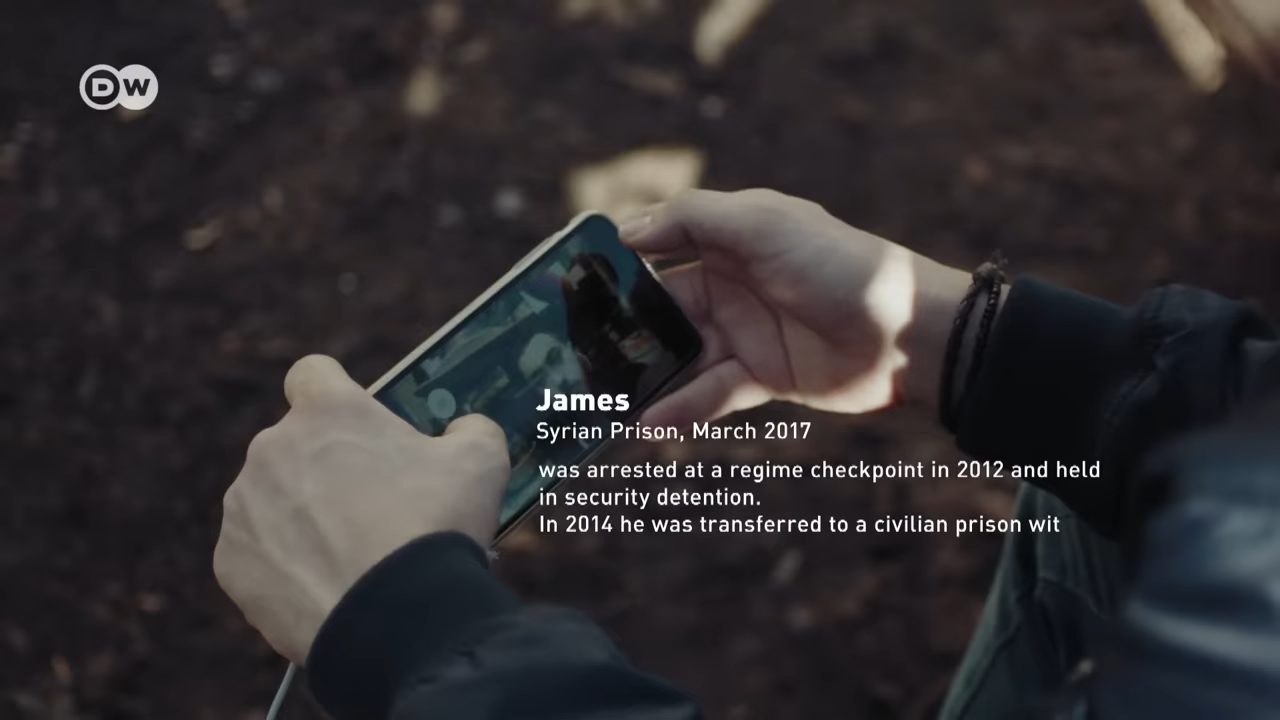 DW
James
Syrian Prison, March 2017
was arrested at a regime checkpoint in 2012 and held
in security detention.
In 2014 he was transferred to a civilian prison wit